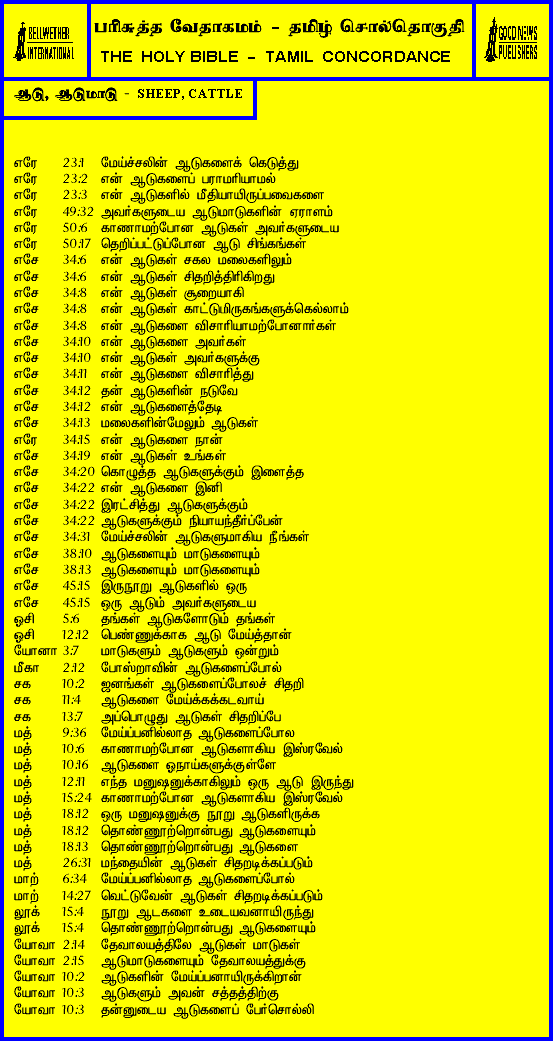 BELLWETHER
INTERNATIONAL
பரிசுத்த வேதாகமம் - தமிழ் சொல்தொகுதி
THE HOLY BIBLE - TAMIL CONCORDANCE
GOOD NEWS
PUBLISHERS
ஆடு, ஆடுமாடு - SHEEP, CATTLE
எரே 23:1 மேய்ச்சலின் ஆடுகளைக் கெடுத்து
எரே 23:2 என் ஆடுகளைப் பராமரியாமல்
எரே 23:3 என் ஆடுகளில் மீதியாயிருப்பவைகளை
எரே 49:32 அவர்களுடைய ஆடுமாடுகளின் ஏராளம்
எரே 50:6 காணாமற்போன ஆடுகள் அவர்களுடைய
எரே 50:17 தெறிப்பட்டுப்போன ஆடு சிங்கங்கள்
எசே 34:6 என் ஆடுகள் சகல மலைகளிலும்
எசே 34:6 என் ஆடுகள் சிதறித்திரிகிறது
எசே 34:8 என் ஆடுகள் சூறையாகி
எசே 34:8 என் ஆடுகள் காட்டுமிருகங்களுக்கெல்லாம்
எசே 34:8 என் ஆடுகளை விசாரியாமற்போனார்கள்
எசே 34:10 என் ஆடுகளை அவர்கள்
எசே 34:10 என் ஆடுகள் அவர்களுக்கு
எசே 34:11 என் ஆடுகளை விசாரித்து
எசே 34:12 தன் ஆடுகளின் நடுவே
எசே 34:12 என் ஆடுகளைத்தேடி
எசே 34:13 மலைகளின்மேலும் ஆடுகள்
எரே 34:15 என் ஆடுகளை நான்
எசே 34:19 என் ஆடுகள் உங்கள்
எசே 34:20 கொழுத்த ஆடுகளுக்கும் இளைத்த
எசே 34:22 என் ஆடுகளை இனி
எசே 34:22 இரட்சித்து ஆடுகளுக்கும்
எசே 34:22 ஆடுகளுக்கும் நியாயந்தீர்ப்பேன்
எசே 34:31 மேய்ச்சலின் ஆடுகளுமாகிய நீங்கள்
எசே 38:10 ஆடுகளையும் மாடுகளையும்
எசே 38:13 ஆடுகளையும் மாடுகளையும்
எசே 45:15 இருநூறு ஆடுகளில் ஒரு
எசே 45:15 ஒரு ஆடும் அவர்களுடைய
ஓசி 5:6 தங்கள் ஆடுகளோடும் தங்கள்
ஓசி 12:12 பெண்ணுக்காக ஆடு மேய்த்தான்
யோனா 3:7 மாடுகளும் ஆடுகளும் ஒன்றும்
மீகா 2:12 போஸ்றாவின் ஆடுகளைப்போல்
சக 10:2 ஜனங்கள் ஆடுகளைப்போலச் சிதறி
சக 11:4 ஆடுகளை மேய்க்கக்கடவாய்
சக 13:7 அப்பொழுது ஆடுகள் சிதறிப்பே
மத் 9:36 மேய்ப்பனில்லாத ஆடுகளைப்போல
மத் 10:6 காணாமற்போன ஆடுகளாகிய இஸ்ரவேல்
மத் 10:16 ஆடுகளை ஓநாய்களுக்குள்ளே
மத் 12:11 எந்த மனுஷனுக்காகிலும் ஒரு ஆடு இருந்து
மத் 15:24 காணாமற்போன ஆடுகளாகிய இஸ்ரவேல்
மத் 18:12 ஒரு மனுஷனுக்கு நூறு ஆடுகளிருக்க
மத் 18:12 தொண்ணூற்றொன்பது ஆடுகளையும்
மத் 18:13 தொண்ணூற்றொன்பது ஆடுகளை
மத் 26:31 மந்தையின் ஆடுகள் சிதறடிக்கப்படும்
மாற் 6:34 மேய்ப்பனில்லாத ஆடுகளைப்போல்
மாற் 14:27 வெட்டுவேன் ஆடுகள் சிதறடிக்கப்படும்
லூக் 15:4 நூறு ஆடகளை உடையவனாயிருந்து
லூக் 15:4 தொண்ணூற்றொன்பது ஆடுகளையும்
யோவா 2:14 தேவாலயத்திலே ஆடுகள் மாடுகள்
யோவா 2:15 ஆடுமாடுகளையும் தேவாலயத்துக்கு
யோவா 10:2 ஆடுகளின் மேய்ப்பனாயிருக்கிறான்
யோவா 10:3 ஆடுகளும் அவன் சத்தத்திற்கு
யோவா 10:3 தன்னுடைய ஆடுகளைப் பேர்சொல்லி